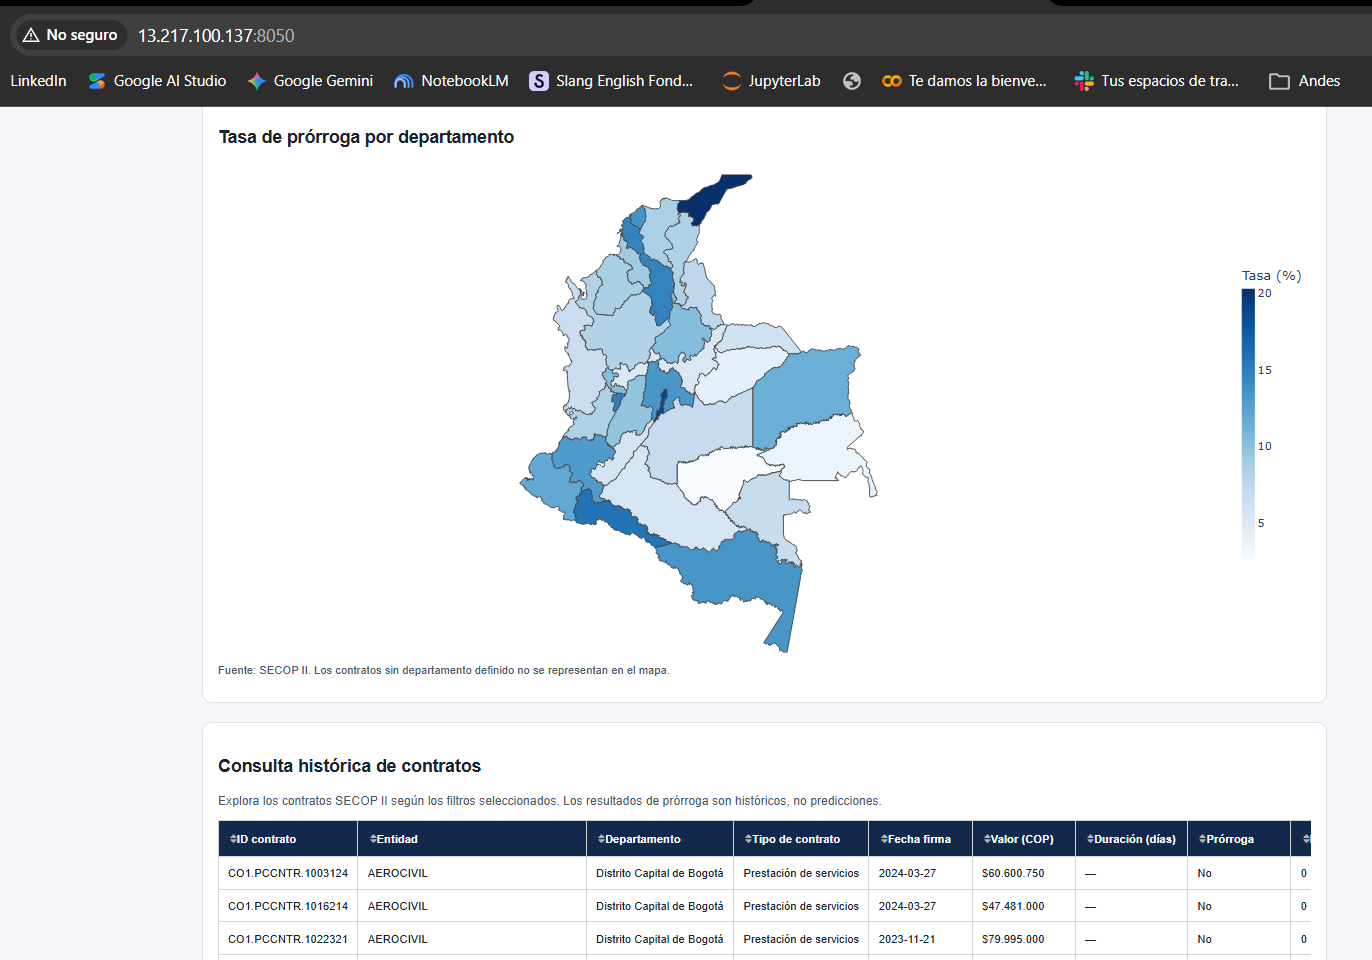 No seguro 13.217.100.137:8050
LinkedIn Google AI Studio Google Gemini NotebookLM Slang English Fond... JupyterLab Te damos la bienve... Tus espacios de tra... Andes
Tasa de prórroga por departamento
Tasa (%)
20
15
10
5
Fuente: SECOP II. Los contratos sin departamento definido no se representan en el mapa.
Consulta histórica de contratos
Explora los contratos SECOP II según los filtros seleccionados. Los resultados de prórroga son históricos, no predicciones.
ID contrato Entidad Departamento Tipo de contrato Fecha firma Valor (COP) Duración (días) Prórroga
CO1.PCCNTR.1003124 AEROCIVIL Distrito Capital de Bogotá Prestación de servicios 2024-03-27 $60.600.750 — No 0
CO1.PCCNTR.1016214 AEROCIVIL Distrito Capital de Bogotá Prestación de servicios 2024-03-27 $47.481.000 — No 0
CO1.PCCNTR.1022321 AEROCIVIL Distrito Capital de Bogotá Prestación de servicios 2023-11-21 $79.995.000 — No 0